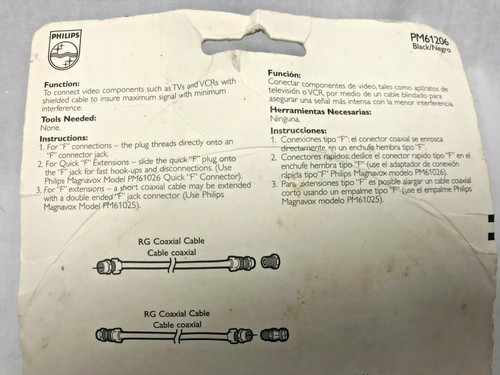 PHILIPS
PM61206
Black/Negro
Function:
To connect video components such as TVs and VCRs with
shielded cable to insure maximum signal with minimum
interference.
Tools Needed:
None.
Instructions:
1. For "F" connections – the plug threads directly onto an
"F" connector jack.
2. For Quick "F" Extensions – slide the quick "F" plug onto
the "F" jack for fast hook-ups and disconnections. (Use
Philips Magnavox Model PM61026 Quick "F" Connector).
3. For "F" extensions – a short coaxial cable may be extended
with a double ended "F" jack connector (Use Philips
Magnavox Model PM61025).
Función:
Conectar componentes de video, tales como aparatos de
televisión o VCR, por medio de un cable blindado para
asegurar una señal más intensa con la menor interferencia.
Herramientas Necesarias:
Ninguna.
Instrucciones:
1. Conexiones tipo "F": el conector coaxial se enrosca
directamente en un enchufe hembra tipo "F".
2. Conectores rapidos: deslice el conector rapido tipo "F" en el
enchufe hembra tipo "F" (use el adaptador de conexión
rápida tipo "F" Philips Magnavox modelo PM61026).
3. Para extensiones tipo "F" es posible alargar un cable coaxial
corto usando un empalme tipo "F" (use el empalme Philips
Magnavox modelo PM61025).
RG Coaxial Cable
Cable coaxial
RG Coaxial Cable
Cable coaxial